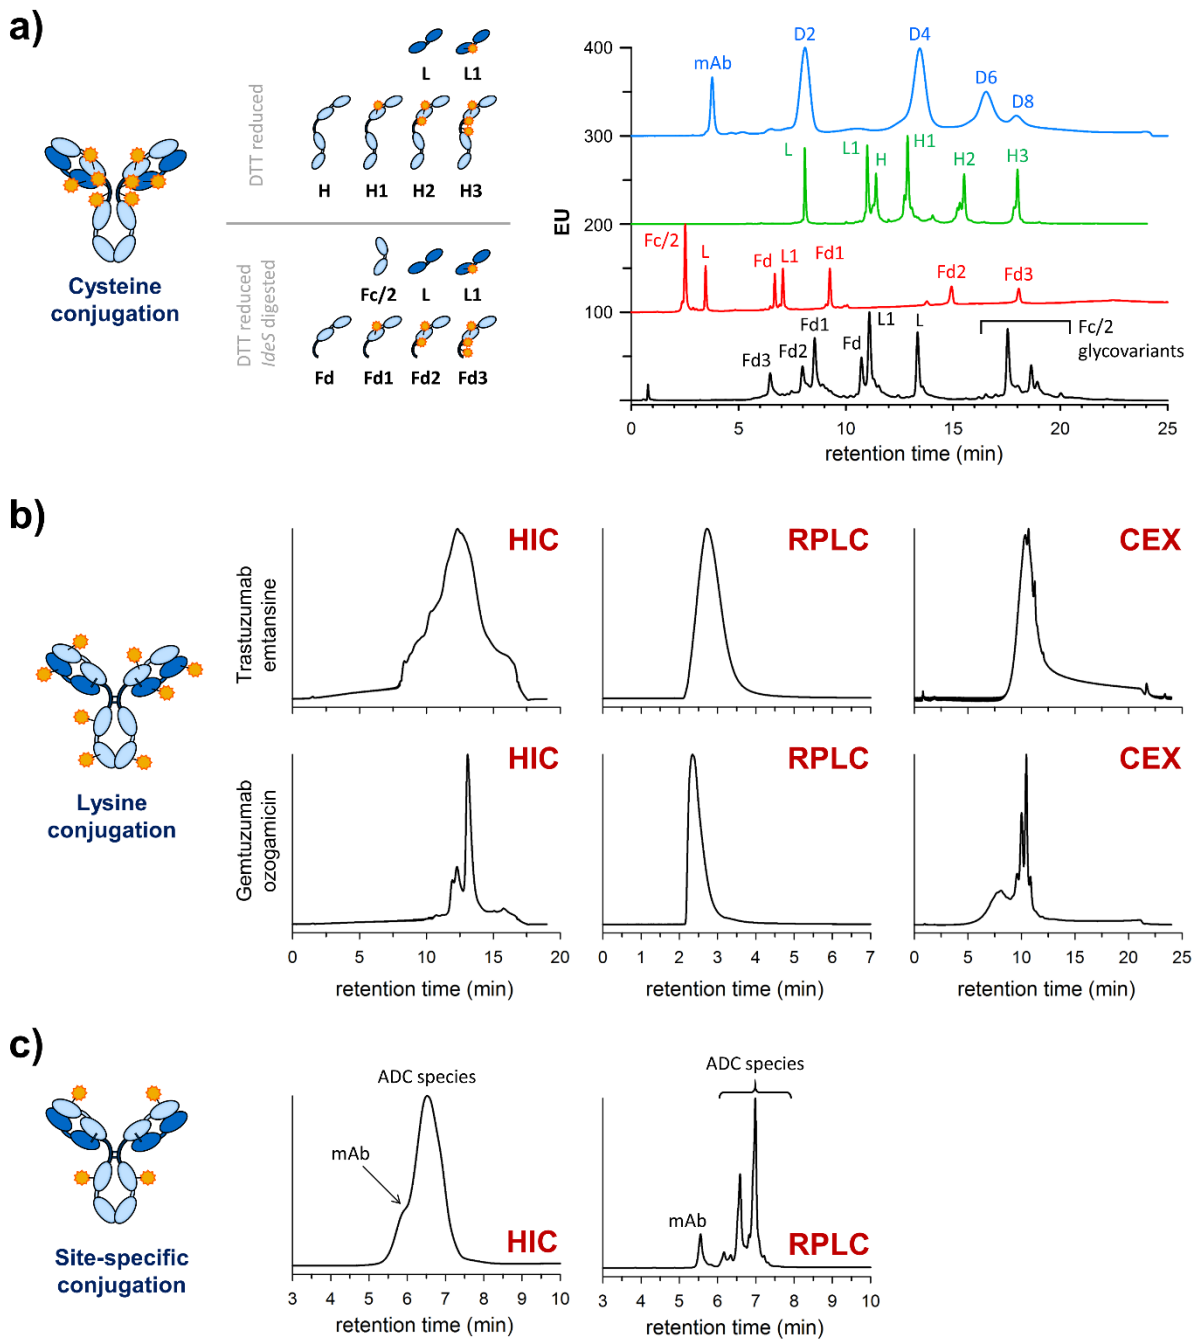 a)
DTT reduced
L L1
H H1 H2 H3
Cysteine
conjugation
DTT reduced
IdeS digested
Fc/2 L L1
Fd Fd1 Fd2 Fd3
EU
400
300
200
100
0
mAb D2 D4 D6 D8
L L1 H H1 H2 H3
Fc/2 L Fd L1 Fd1 Fd2 Fd3
Fd3 Fd2 Fd1 Fd L1 L Fc/2
glycovariants
0 5 10 15 20 25
retention time (min)
b)
Lysine
conjugation
Trastuzumab
emtansine
HIC RPLC CEX
Gemtuzumab
ozogamicin
HIC RPLC CEX
0 5 10 15 20
retention time (min)
0 1 2 3 4 5 6 7
retention time (min)
0 5 10 15 20 25
retention time (min)
c)
Site-specific
conjugation
ADC species
mAb
HIC
3 4 5 6 7 8 9 10
retention time (min)
ADC species
mAb
RPLC
3 4 5 6 7 8 9 10
retention time (min)